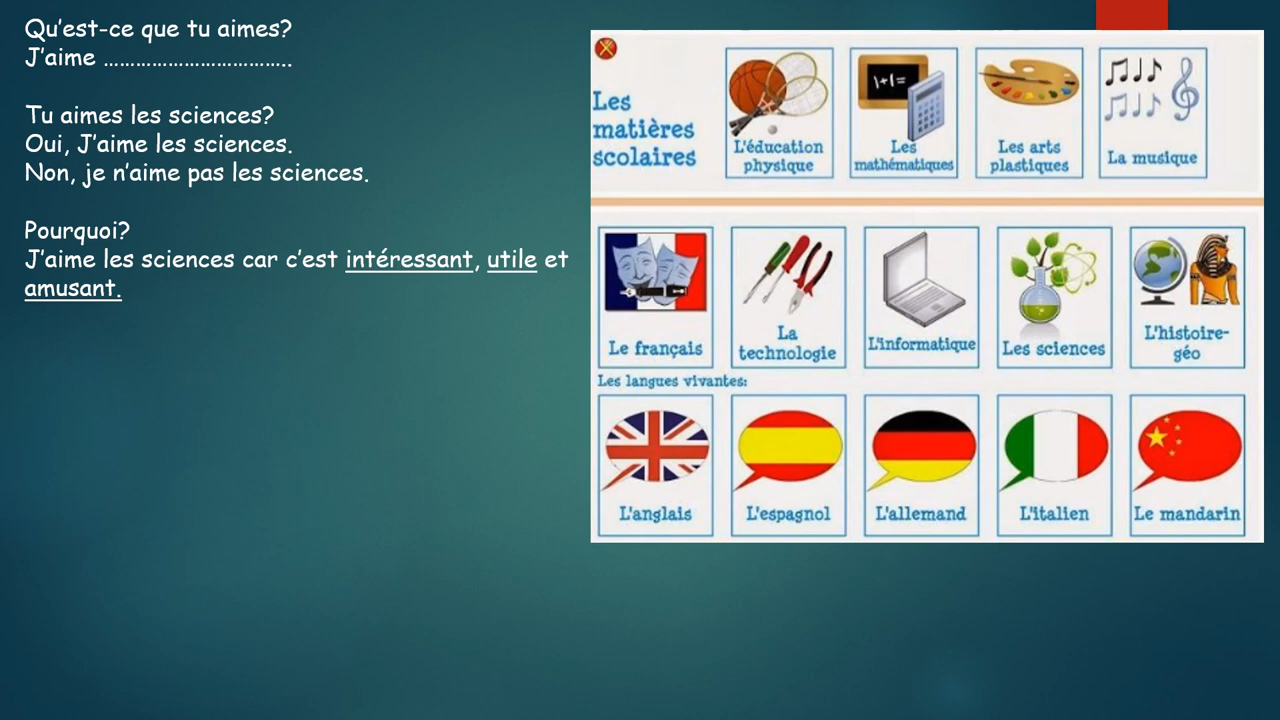 Qu’est-ce que tu aimes?
J’aime ……………………………..
Tu aimes les sciences?
Oui, J’aime les sciences.
Non, je n’aime pas les sciences.
Pourquoi?
J’aime les sciences car c’est intéressant, utile et
amusant.
Les
matières
scolaires
L'éducation
physique
1+1=
Les
mathématiques
Les arts
plastiques
La musique
Le français
La
technologie
L'informatique
Les sciences
L'histoire-
géo
Les langues vivantes:
L'anglais
L'espagnol
L'allemand
L'italien
Le mandarin